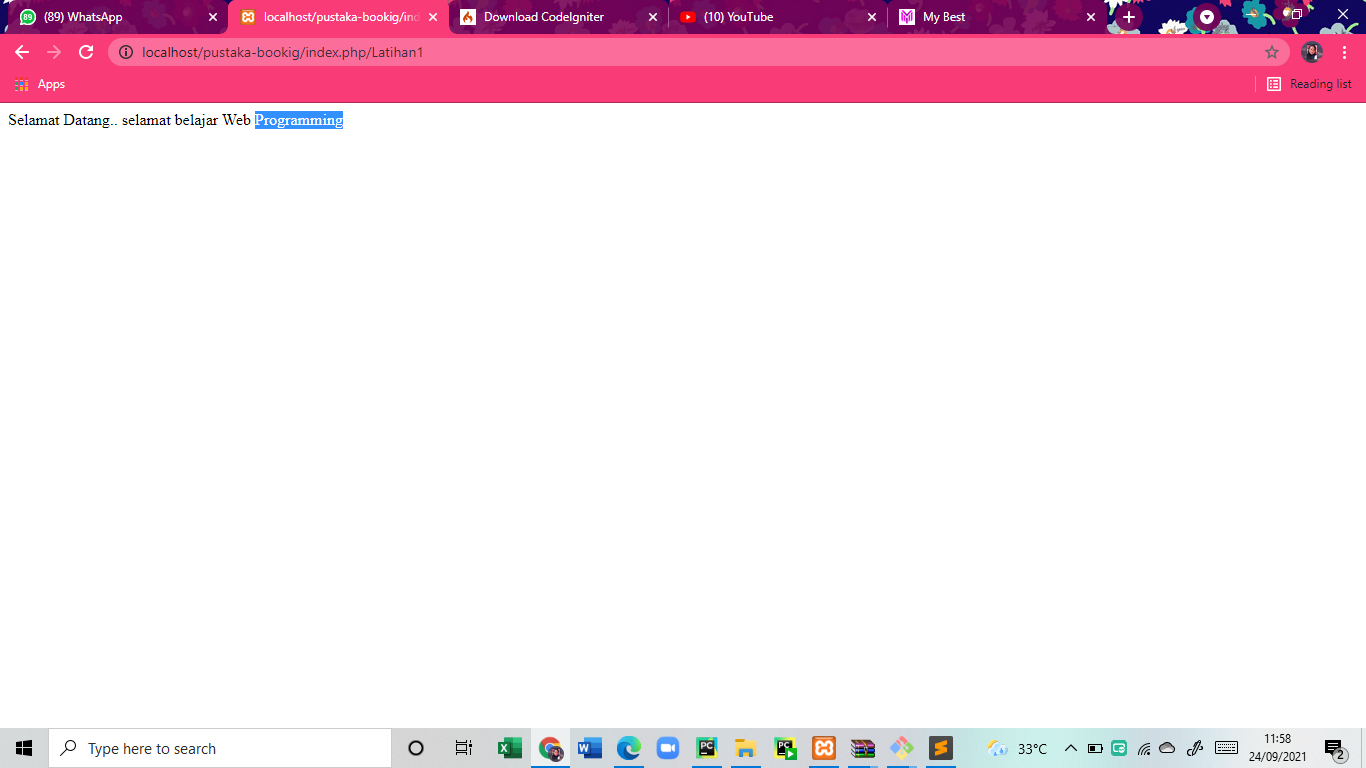 (89) WhatsApp
localhost/pustaka-bookig/ind
Download CodeIgniter
(10) YouTube
My Best
localhost/pustaka-bookig/index.php/Latihan1
Apps
Reading list
Selamat Datang.. selamat belajar Web Programming
Type here to search
33°C
11:58
24/09/2021
2